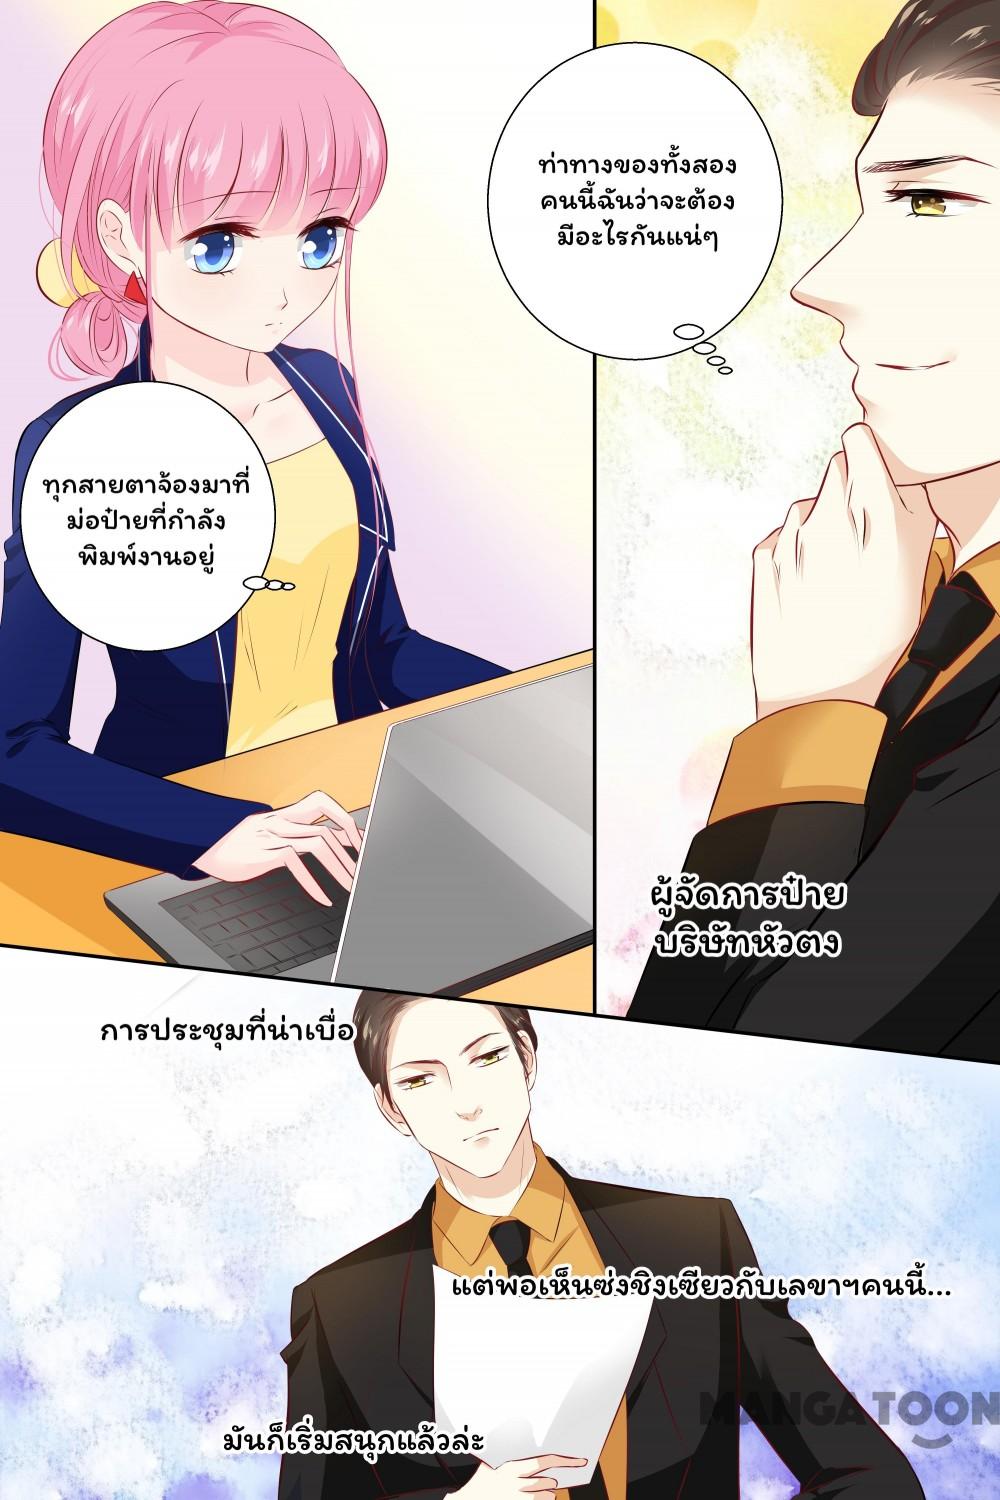 ท่าทางของทั้งสอง
คนนี้ฉันว่าจะต้อง
มีอะไรกันแน่ๆ
ทุกสายตาจ้องมาที่
ม่อป๋ายที่กำลัง
พิมพ์งานอยู่
ผู้จัดการป๋าย
บริษัทหัวตง
การประชุมที่น่าเบื่อ
แต่พอเห็นซ่งชิงเซียวกับเลขาฯคนนี้...
มันก็เริ่มสนุกแล้วล่ะ
MANGATOON